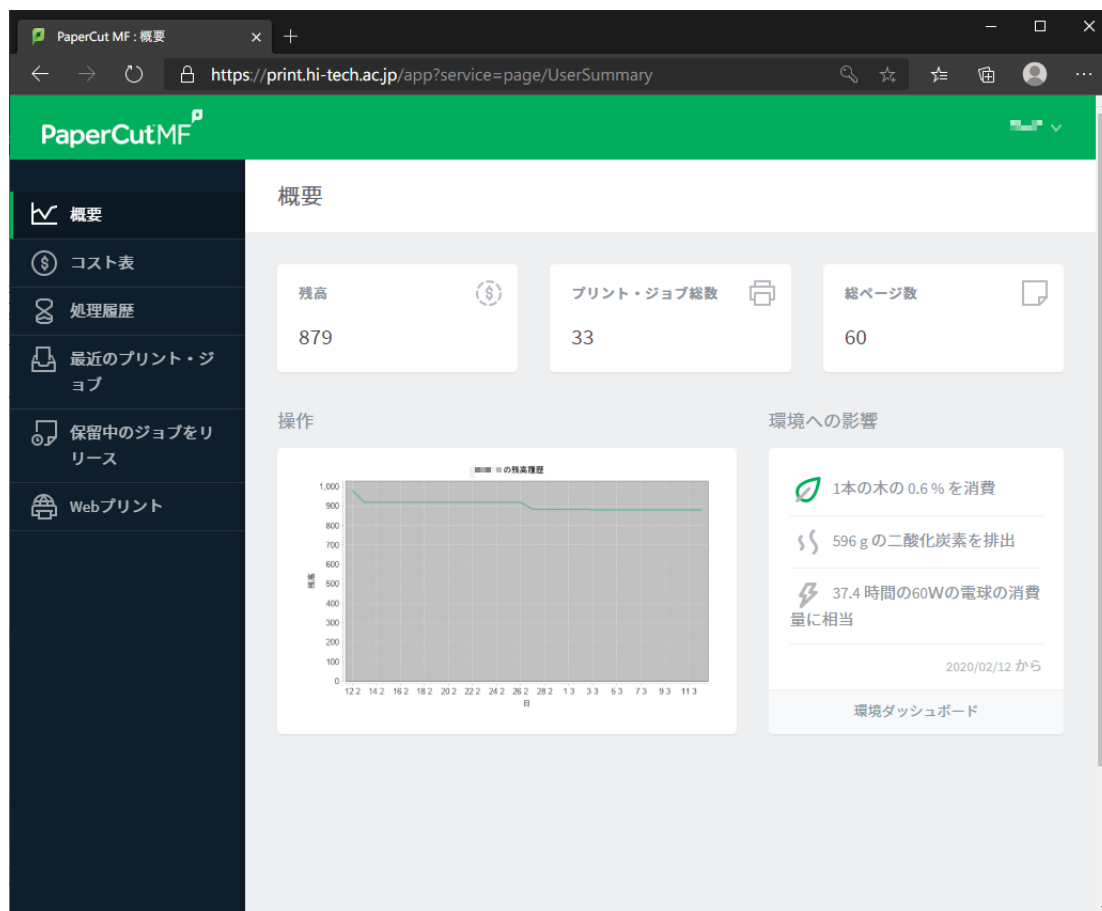 PaperCut MF : 概要
https://print.hi-tech.ac.jp/app?service=page/UserSummary
PaperCutMF
概要
概要
コスト表
処理履歴
最近のプリント・ジ
ョブ
保留中のジョブをリ
リース
Webプリント
残高
879
プリント・ジョブ総数
33
総ページ数
60
操作
の残高履歴
1,000
900
800
700
600
500
400
300
200
100
0
残高
12 2 14 2 16 2 18 2 20 2 22 2 24 2 26 2 28 2 1 3 3 3 5 3 7 3 9 3 11 3
日
環境への影響
1本の木の 0.6 % を消費
596 g の二酸化炭素を排出
37.4 時間の60Wの電球の消費
量に相当
2020/02/12 から
環境ダッシュボード